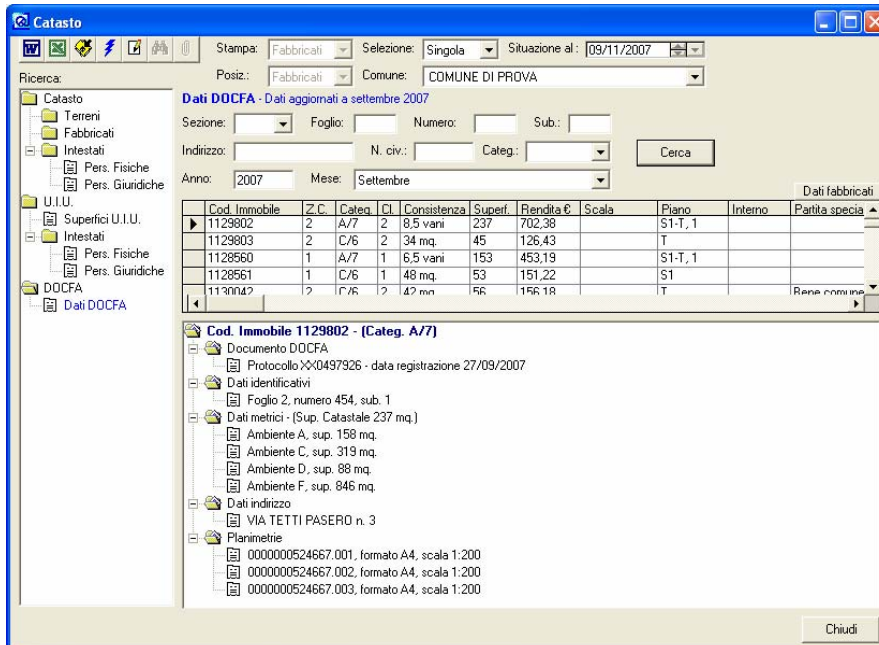 Catasto
Stampa: Fabbricati Selezione: Singola Situazione al : 09/11/2007
Ricerca: Posiz.: Fabbricati Comune: COMUNE DI PROVA
Catasto
Terreni
Fabbricati
Intestati
Pers. Fisiche
Pers. Giuridiche
U.I.U.
Superfici U.I.U.
Intestati
Pers. Fisiche
Pers. Giuridiche
DOCFA
Dati DOCFA
Dati DOCFA - Dati aggiornati a settembre 2007
Sezione: Foglio: Numero: Sub.:
Indirizzo: N. civ.: Categ.: Cerca
Anno: 2007 Mese: Settembre
Dati fabbricati
Cod. Immobile Z.C. Categ. Cl. Consistenza Superf. Rendita € Scala Piano Interno Partita specia
1129802 2 A/7 2 8,5 vani 237 702,38 S1-T, 1
1129803 2 C/6 2 34 mq. 45 126,43 T
1128560 1 A/7 1 6,5 vani 153 453,19 S1-T, 1
1128561 1 C/6 1 48 mq. 53 151,22 S1
1130042 2 C/6 2 42 mq. 56 156,18 T Bene comune
Cod. Immobile 1129802 - (Categ. A/7)
Documento DOCFA
Protocollo XX0497926 - data registrazione 27/09/2007
Dati identificativi
Foglio 2, numero 454, sub. 1
Dati metrici - (Sup. Catastale 237 mq.)
Ambiente A, sup. 158 mq.
Ambiente C, sup. 319 mq.
Ambiente D, sup. 88 mq.
Ambiente F, sup. 846 mq.
Dati indirizzo
VIA TETTI PASERO n. 3
Planimetrie
0000000524667.001, formato A4, scala 1:200
0000000524667.002, formato A4, scala 1:200
0000000524667.003, formato A4, scala 1:200
Chiudi